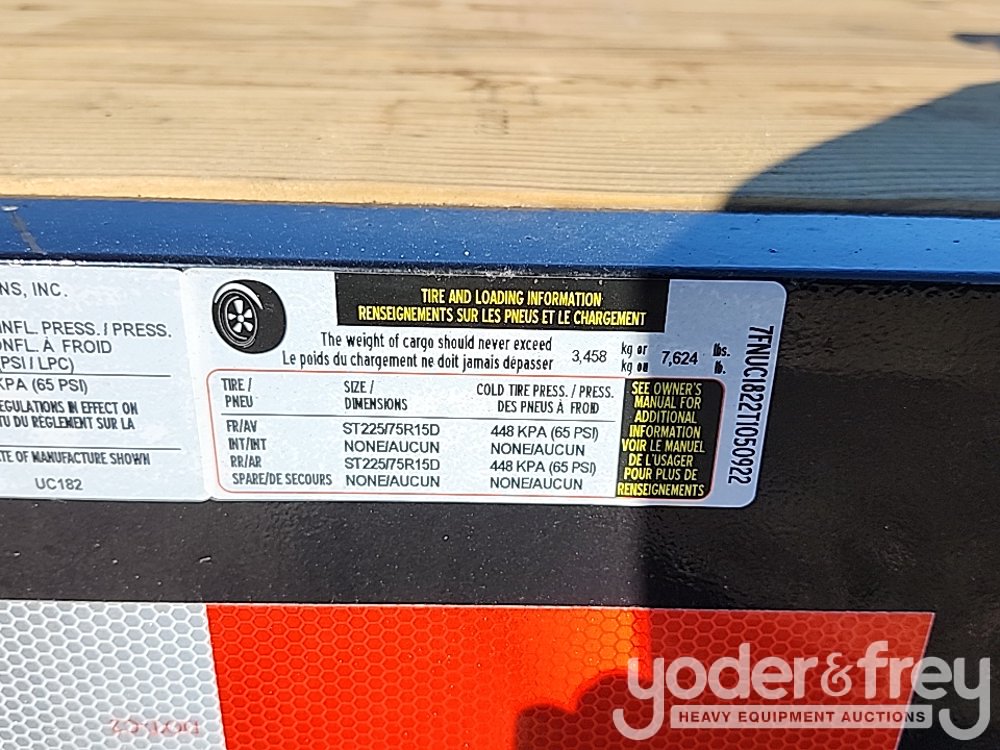 NS, INC.
INFL. PRESS. / PRESS.
ONFL. À FROID
(PSI / LPC)
KPA (65 PSI)
EGULATIONS IN EFFECT ON
TU DU RÈGLEMENT SUR LA
TE OF MANUFACTURE SHOWN
UC182
TIRE AND LOADING INFORMATION
RENSEIGNEMENTS SUR LES PNEUS ET LE CHARGEMENT
The weight of cargo should never exceed 3,458 kg or 7,624 lbs.
Le poids du chargement ne doit jamais dépasser kg ou lb.
TIRE / SIZE / COLD TIRE PRESS. / PRESS.
PNEU DIMENSIONS DES PNEUS À FROID
FR/AV ST225/75R15D 448 KPA (65 PSI)
INT/INT NONE/AUCUN NONE/AUCUN
RR/AR ST225/75R15D 448 KPA (65 PSI)
SPARE/DE SECOURS NONE/AUCUN NONE/AUCUN
SEE OWNER'S
MANUAL FOR
ADDITIONAL
INFORMATION
VOIR LE MANUEL
DE L'USAGER
POUR PLUS DE
RENSEIGNEMENTS
7FNUC1822T1050922
yoder&frey
HEAVY EQUIPMENT AUCTIONS